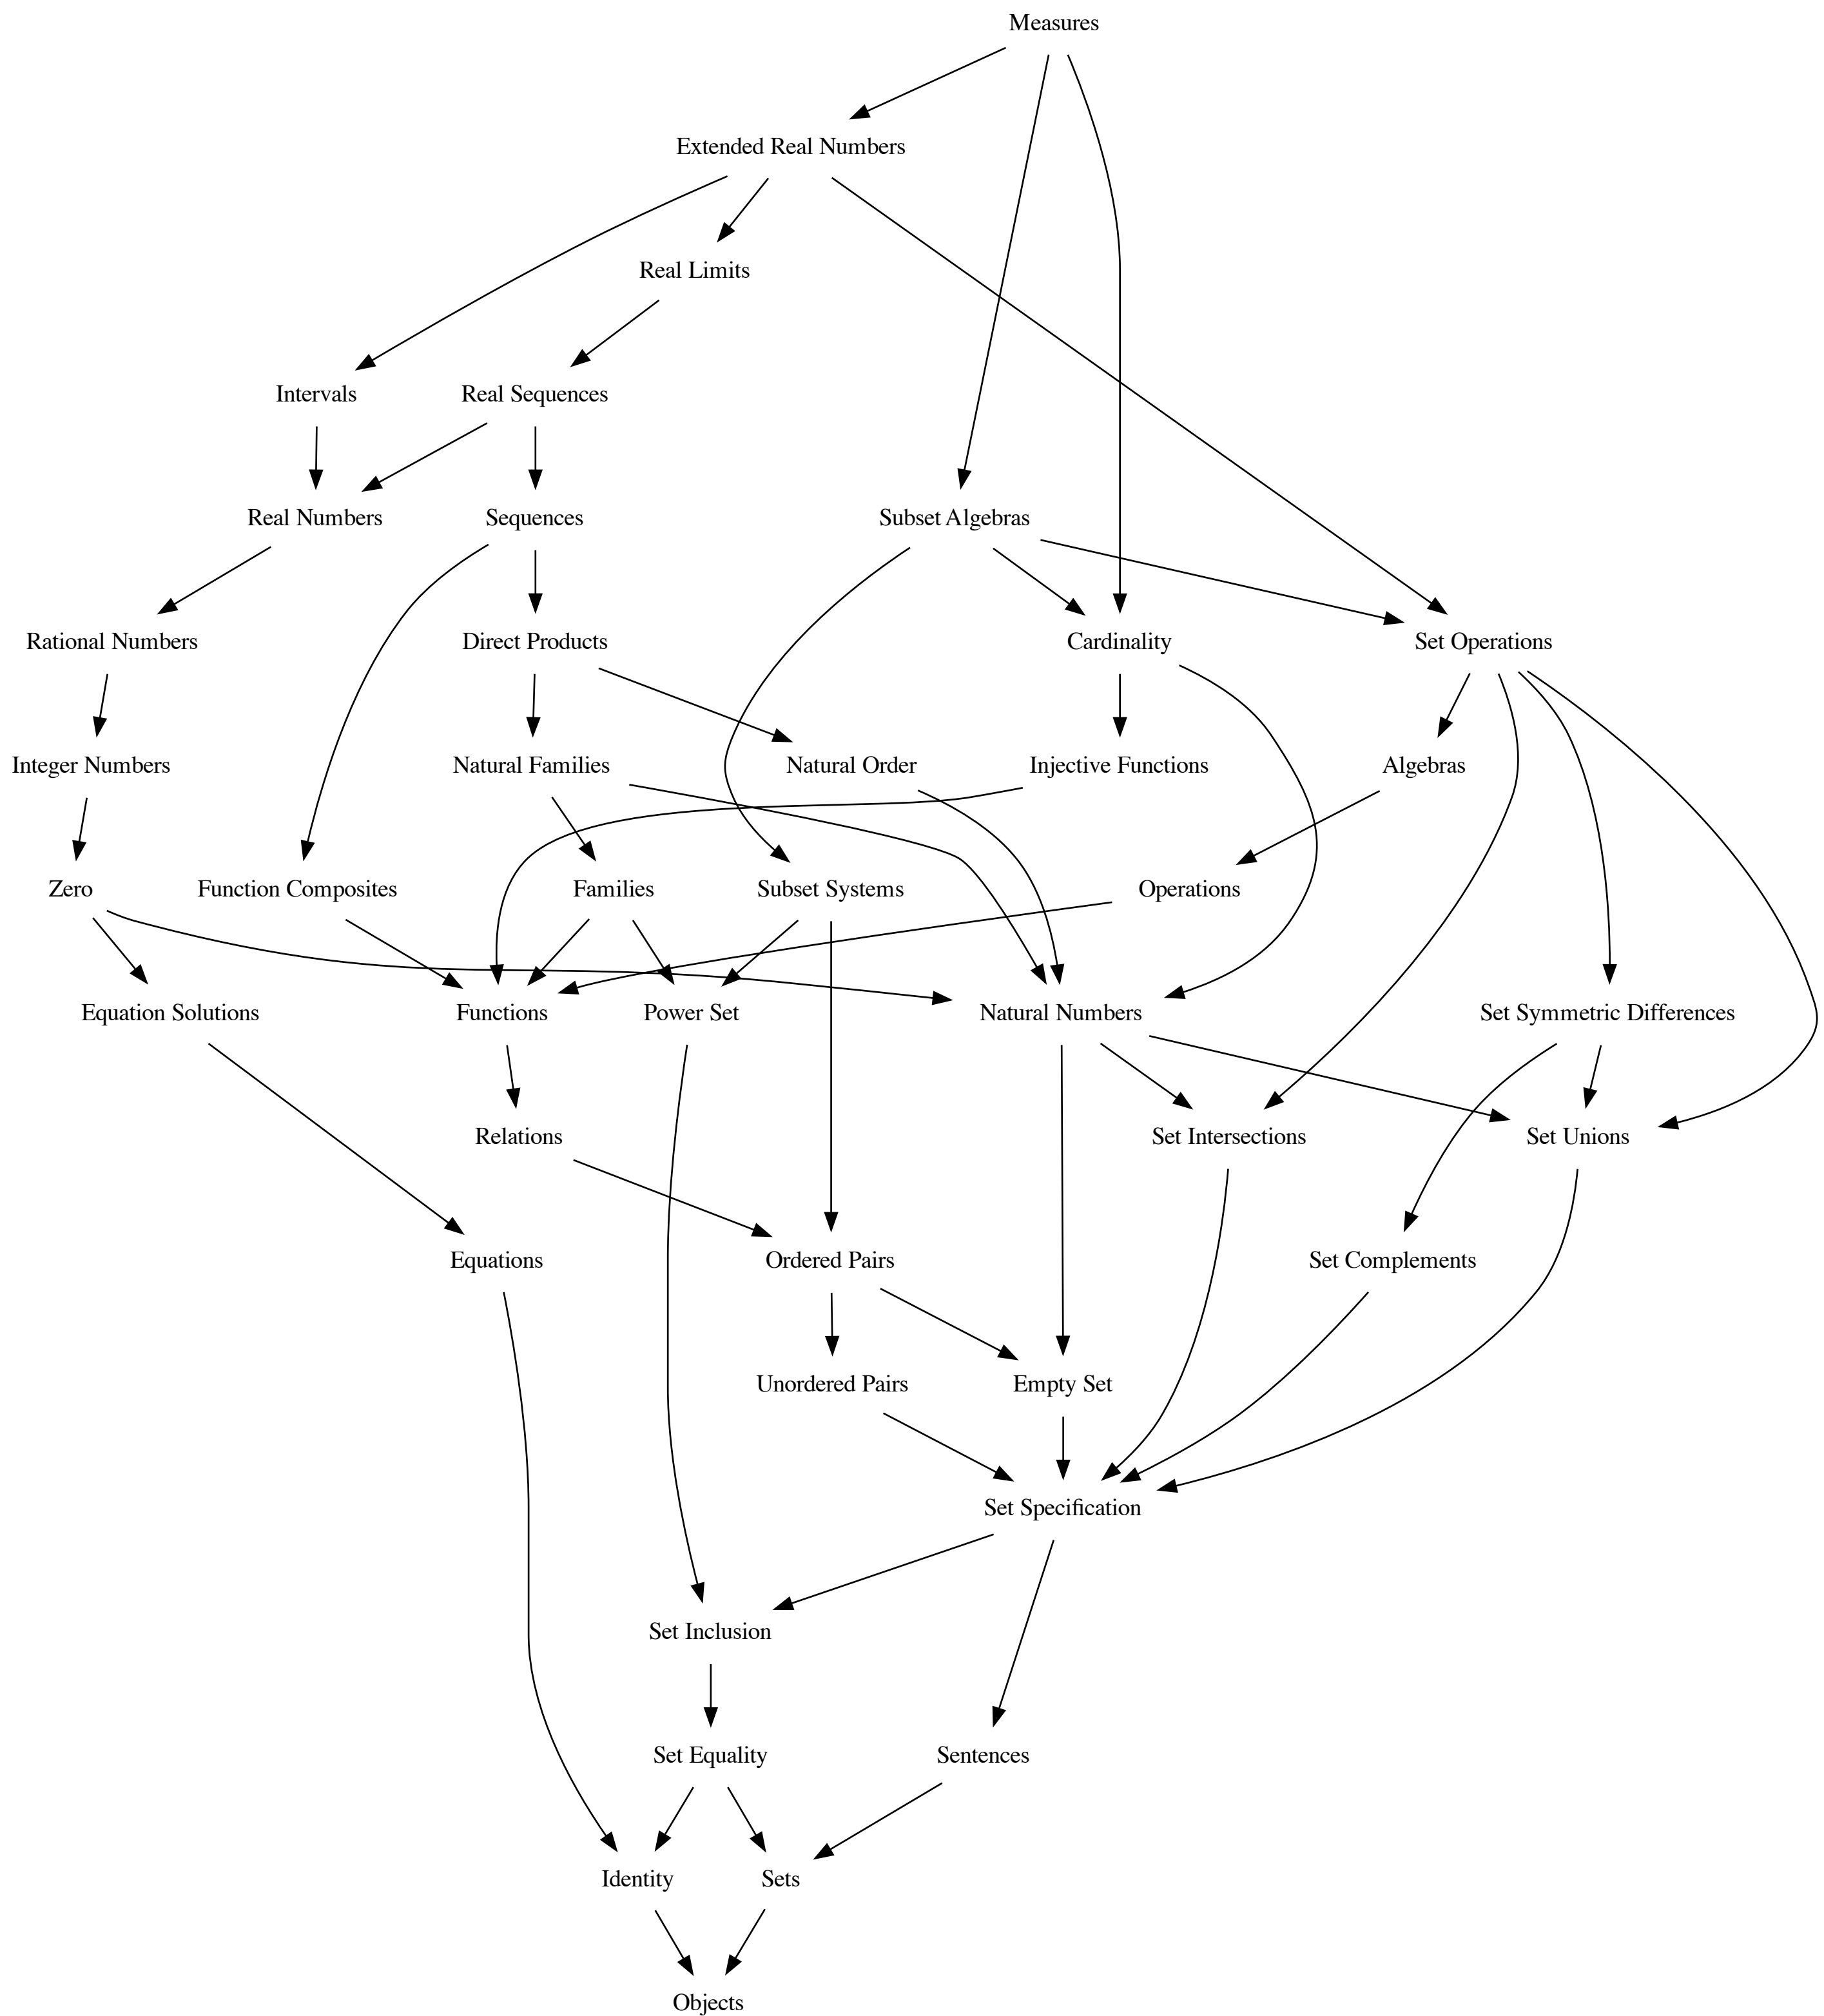 Measures
Extended Real Numbers
Real Limits
Intervals
Real Sequences
Real Numbers
Sequences
Subset Algebras
Rational Numbers
Direct Products
Cardinality
Set Operations
Integer Numbers
Natural Families
Natural Order
Injective Functions
Algebras
Zero
Function Composites
Families
Subset Systems
Operations
Equation Solutions
Functions
Power Set
Natural Numbers
Set Symmetric Differences
Relations
Set Intersections
Set Unions
Equations
Ordered Pairs
Set Complements
Unordered Pairs
Empty Set
Set Specification
Set Inclusion
Set Equality
Sentences
Identity
Sets
Objects